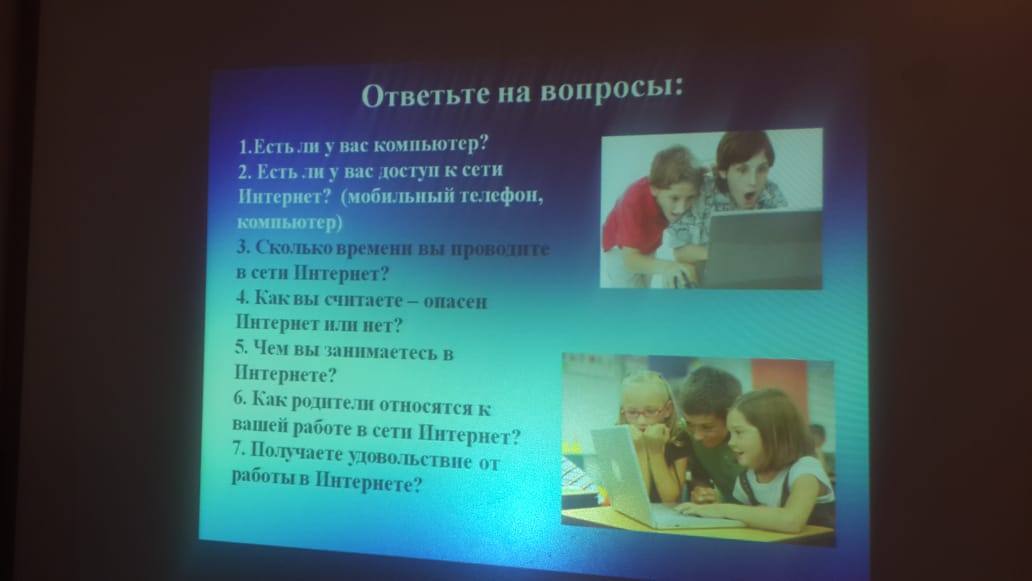 Ответьте на вопросы:
1.Есть ли у вас компьютер?
2. Есть ли у вас доступ к сети
Интернет? (мобильный телефон,
компьютер)
3. Сколько времени вы проводите
в сети Интернет?
4. Как вы считаете – опасен
Интернет или нет?
5. Чем вы занимаетесь в
Интернете?
6. Как родители относятся к
вашей работе в сети Интернет?
7. Получаете удовольствие от
работы в Интернете?